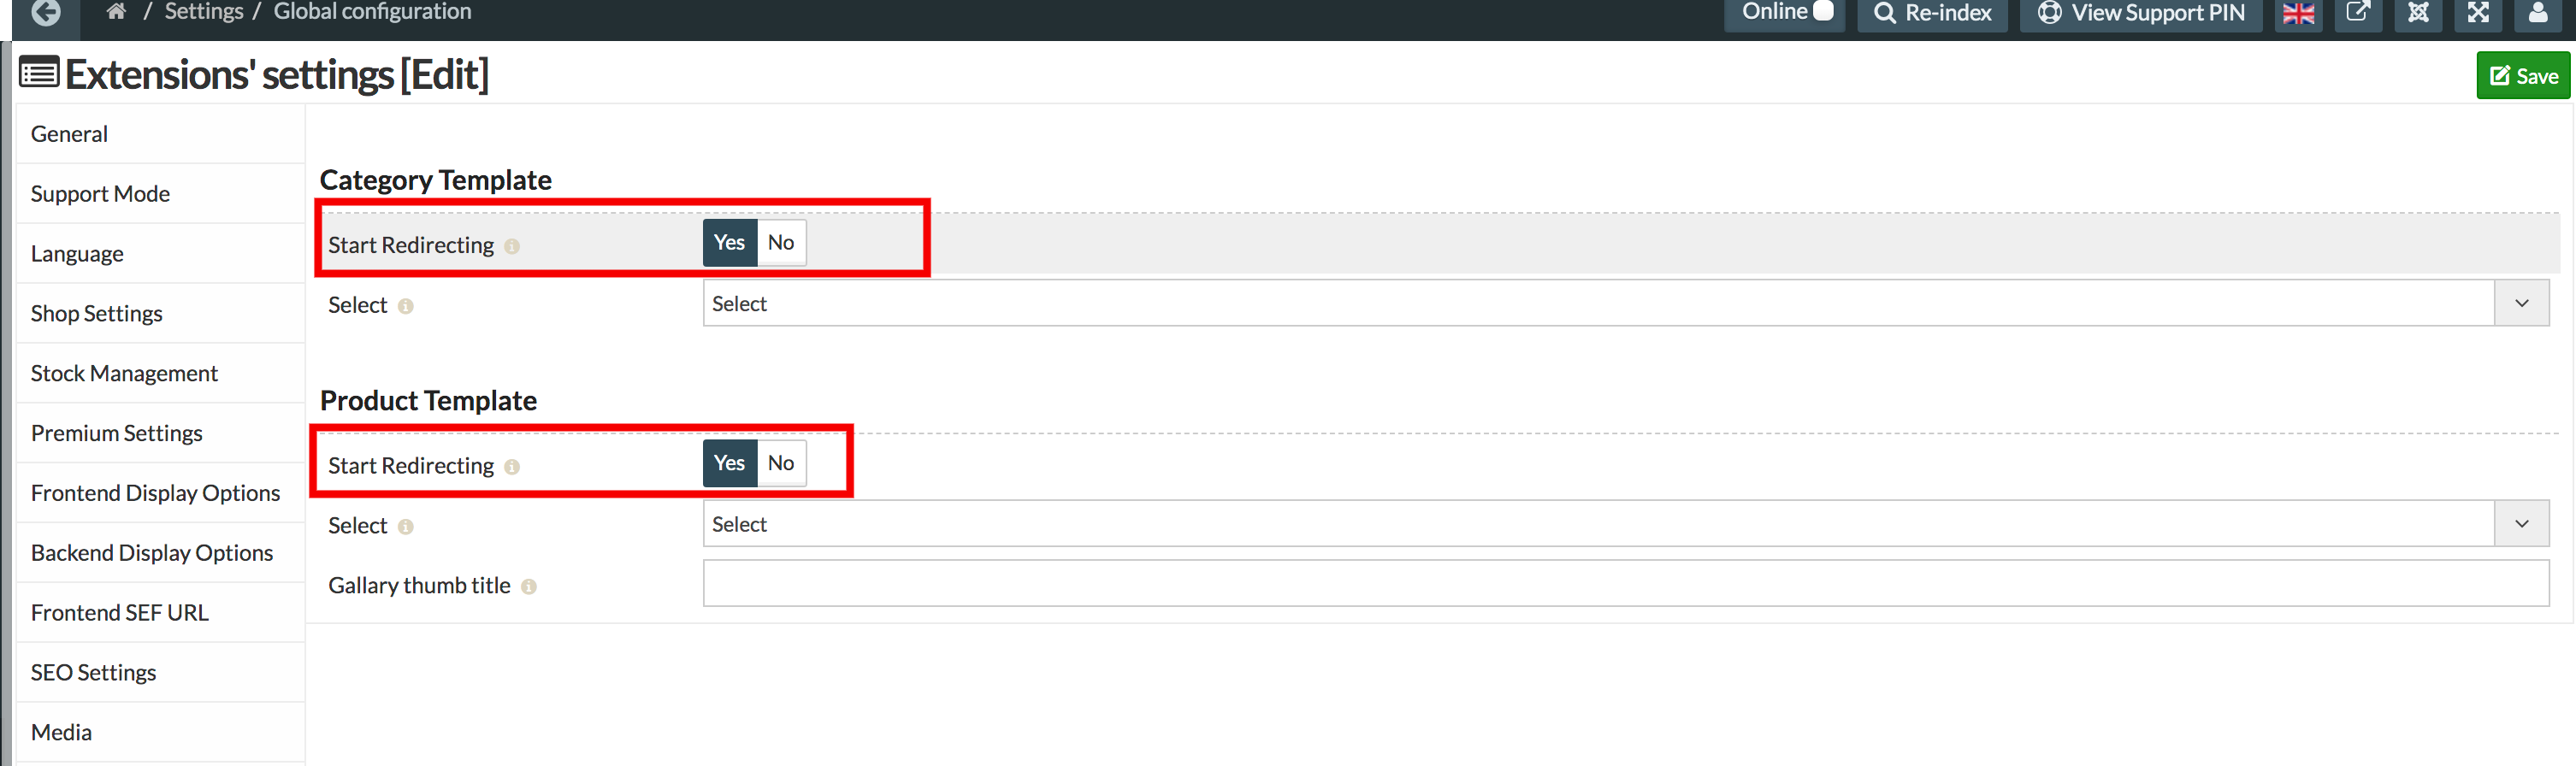 / Settings / Global configuration
Online
Re-index
View Support PIN
Extensions' settings [Edit]
Save
General
Support Mode
Language
Shop Settings
Stock Management
Premium Settings
Frontend Display Options
Backend Display Options
Frontend SEF URL
SEO Settings
Media
Category Template
Start Redirecting Yes No
Select Select
Product Template
Start Redirecting Yes No
Select Select
Gallary thumb title